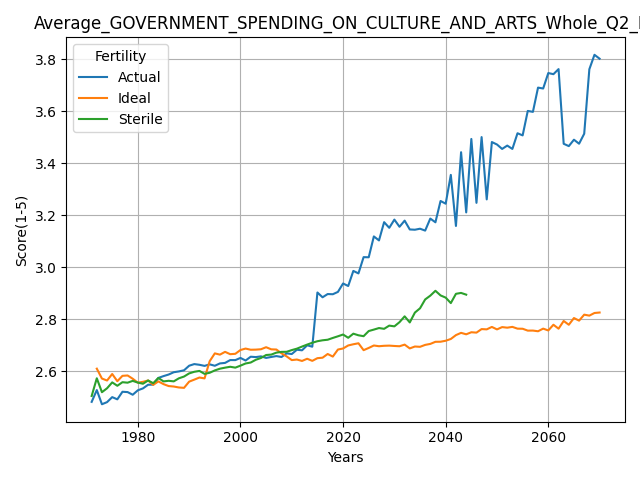 Average_GOVERNMENT_SPENDING_ON_CULTURE_AND_ARTS_Whole_Q2_
Fertility
Actual
Ideal
Sterile
3.8
3.6
3.4
3.2
3.0
2.8
2.6
Score(1-5)
1980
2000
2020
2040
2060
Years